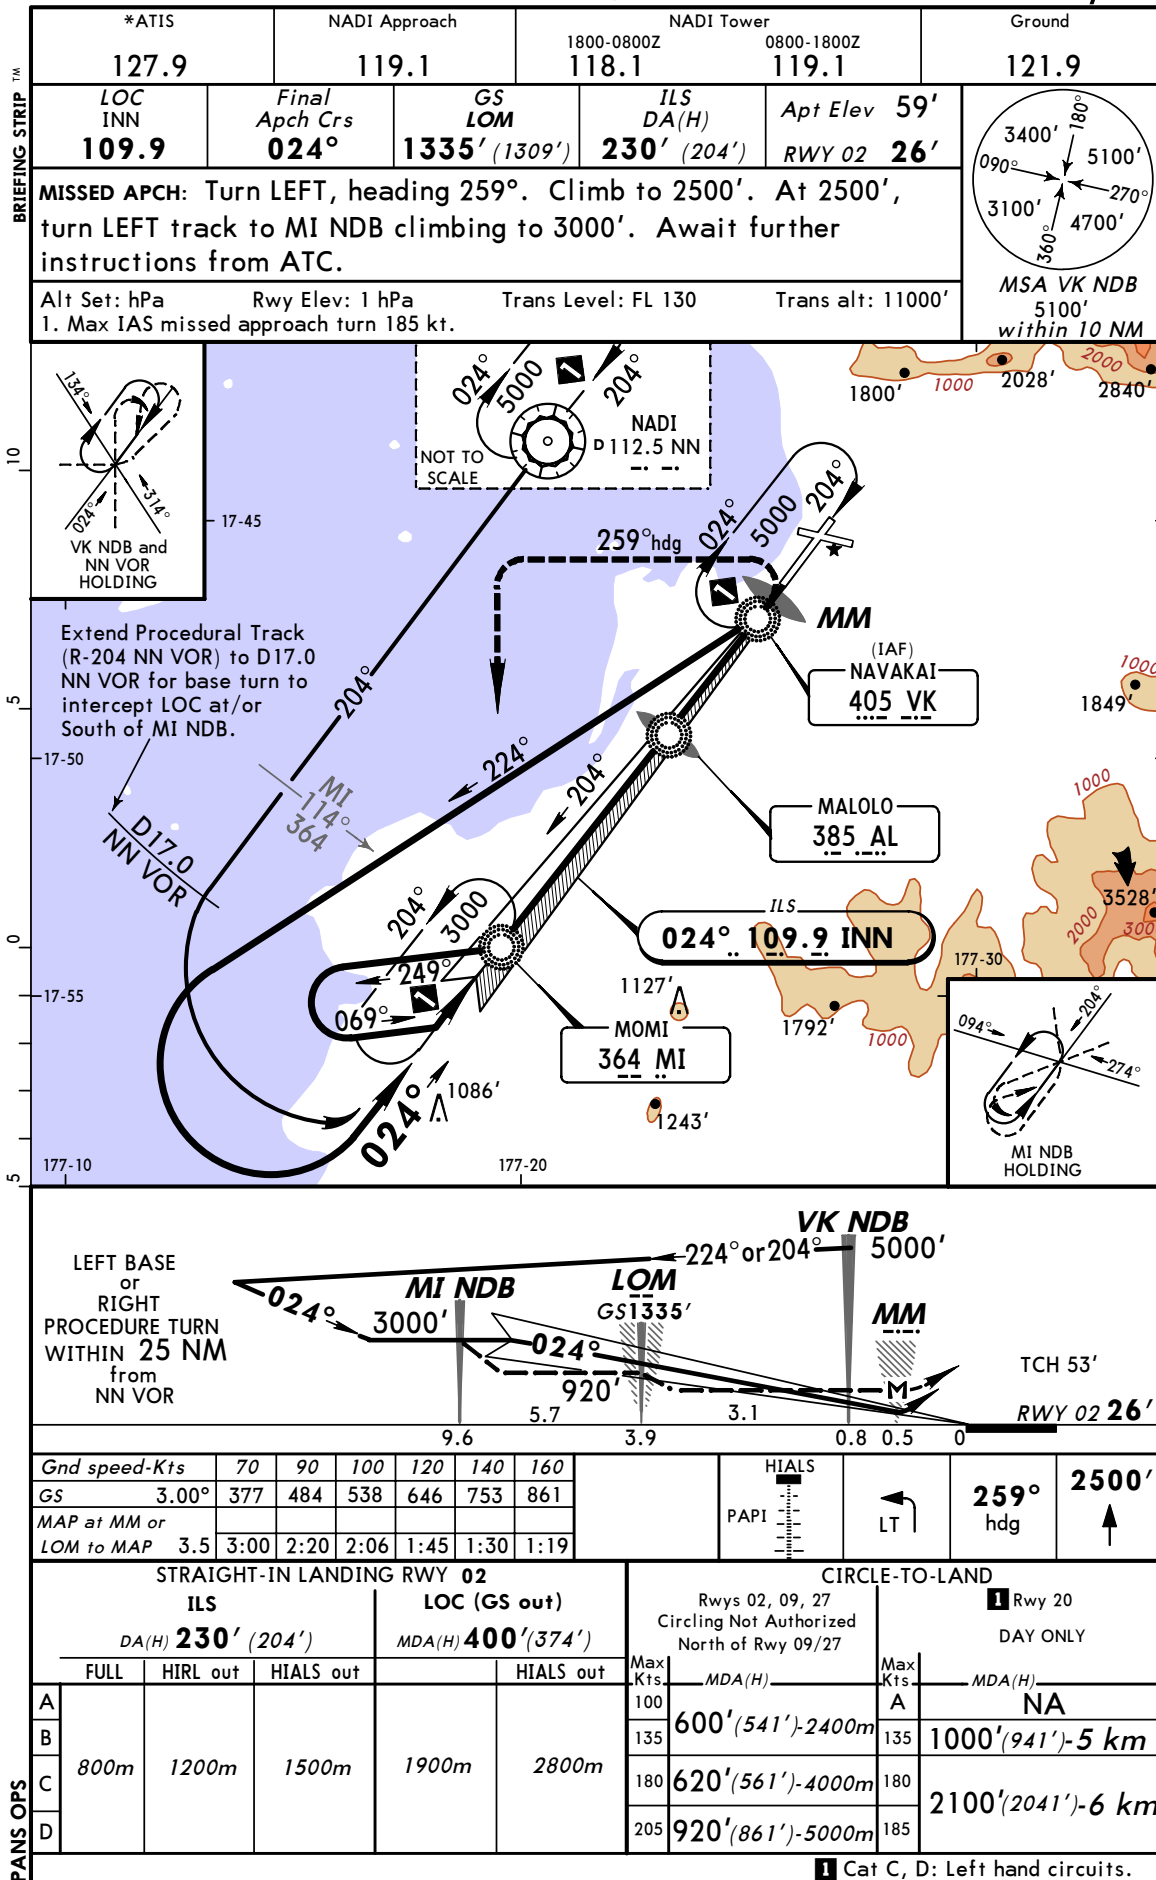 BRIEFING STRIP TM
*ATIS
127.9
NADI Approach
119.1
NADI Tower
1800-0800Z 0800-1800Z
118.1 119.1
Ground
121.9
LOC
INN
109.9
Final
Apch Crs
024°
GS
LOM
1335' (1309')
ILS
DA(H)
230' (204')
Apt Elev 59'
RWY 02 26'
MISSED APCH: Turn LEFT, heading 259°. Climb to 2500'. At 2500',
turn LEFT track to MI NDB climbing to 3000'. Await further
instructions from ATC.
Alt Set: hPa Rwy Elev: 1 hPa Trans Level: FL 130 Trans alt: 11000'
1. Max IAS missed approach turn 185 kt.
180°
3400'
5100'
090°
270°
3100'
4700'
360°
MSA VK NDB
5100'
within 10 NM
134°
024°
314°
VK NDB and
NN VOR
HOLDING
024°
5000
1
204°
NADI
D 112.5 NN
NOT TO
SCALE
1800'
1000
2028'
2000
2840'
10
17-45
259°hdg
024°
5000
204°
1
MM
(IAF)
NAVAKAI
405 VK
Extend Procedural Track
(R-204 NN VOR) to D17.0
NN VOR for base turn to
intercept LOC at/or
South of MI NDB.
204°
1000
1849'
5
17-50
224°
204°
MI
114°
364
D17.0
NN VOR
MALOLO
385 AL
1000
3528'
2000
300
204°
3000
ILS
024° 109.9 INN
0
17-55
249°
1
069°
1127'
177-30
1792'
1000
MOMI
364 MI
1086'
1243'
024°
094°
204°
274°
MI NDB
HOLDING
5
177-10
177-20
LEFT BASE
or
RIGHT
PROCEDURE TURN
WITHIN 25 NM
from
NN VOR
VK NDB
224° or 204° 5000'
MI NDB
LOM
GS1335'
MM
024°
3000'
024°
920'
M
TCH 53'
RWY 02 26'
5.7
3.1
9.6 3.9 0.8 0.5 0
Gnd speed-Kts 70 90 100 120 140 160
GS 3.00° 377 484 538 646 753 861
MAP at MM or
LOM to MAP 3.5 3:00 2:20 2:06 1:45 1:30 1:19
HIALS
PAPI
LT
259°
hdg
2500'
STRAIGHT-IN LANDING RWY 02
ILS
LOC (GS out)
DA(H) 230' (204')
MDA(H) 400' (374')
FULL HIRL out HIALS out HIALS out
A
B
C
D
800m 1200m 1500m 1900m 2800m
CIRCLE-TO-LAND
Rwys 02, 09, 27
Circling Not Authorized
North of Rwy 09/27
1 Rwy 20
DAY ONLY
Max
Kts MDA(H)
Max
Kts MDA(H)
100
600' (541')-2400m
A NA
135
135 1000' (941')-5 km
180 620' (561')-4000m
180
2100' (2041')-6 km
205 920' (861')-5000m
185
1 Cat C, D: Left hand circuits.
PANS OPS